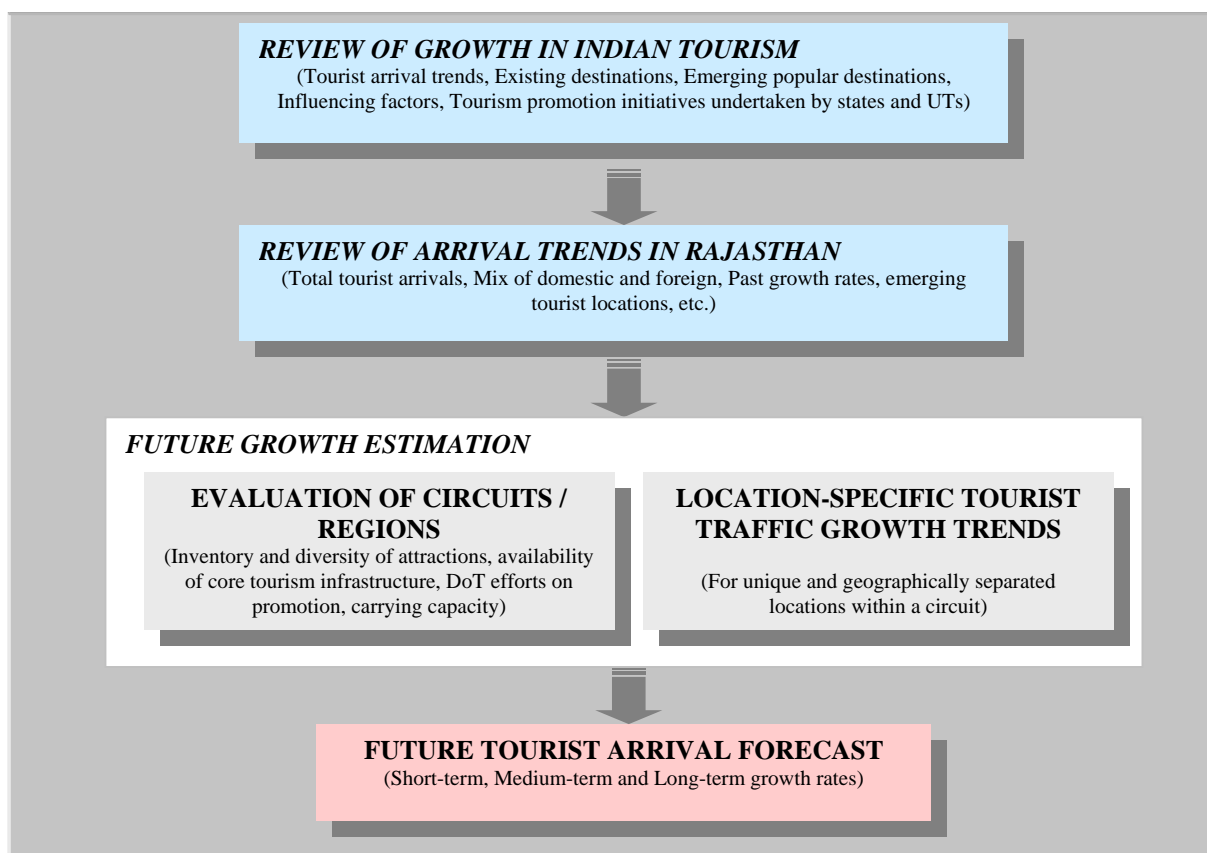 REVIEW OF GROWTH IN INDIAN TOURISM
(Tourist arrival trends, Existing destinations, Emerging popular destinations,
Influencing factors, Tourism promotion initiatives undertaken by states and UTs)
REVIEW OF ARRIVAL TRENDS IN RAJASTHAN
(Total tourist arrivals, Mix of domestic and foreign, Past growth rates, emerging
tourist locations, etc.)
FUTURE GROWTH ESTIMATION
EVALUATION OF CIRCUITS /
REGIONS
(Inventory and diversity of attractions, availability
of core tourism infrastructure, DoT efforts on
promotion, carrying capacity)
LOCATION-SPECIFIC TOURIST
TRAFFIC GROWTH TRENDS
(For unique and geographically separated
locations within a circuit)
FUTURE TOURIST ARRIVAL FORECAST
(Short-term, Medium-term and Long-term growth rates)